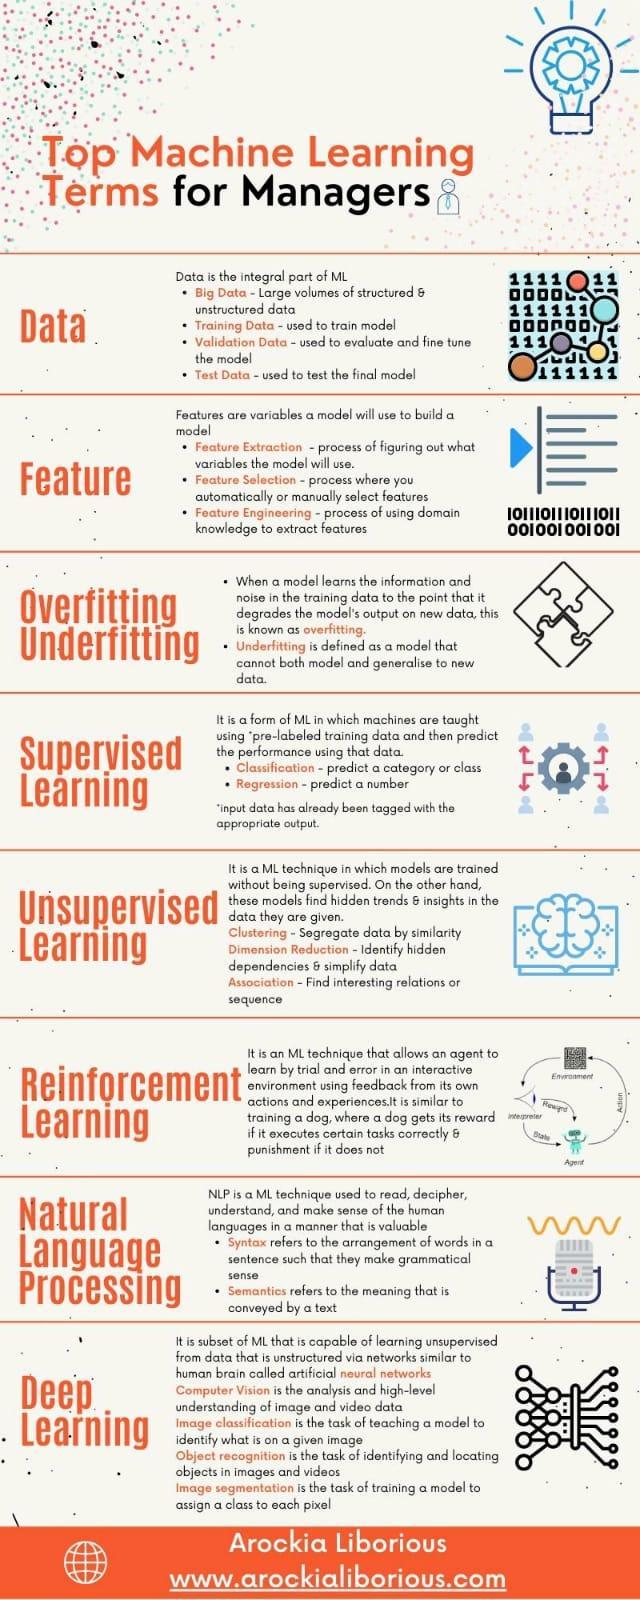 Top Machine Learning
Terms for Managers
Data
Data is the integral part of ML
• Big Data - Large volumes of structured &
unstructured data
• Training Data - used to train model
• Validation Data - used to evaluate and fine tune
the model
• Test Data - used to test the final model
Feature
Features are variables a model will use to build a
model
• Feature Extraction - process of figuring out what
variables the model will use.
• Feature Selection - process where you
automatically or manually select features
• Feature Engineering - process of using domain
knowledge to extract features
Overfitting
Underfitting
• When a model learns the information and
noise in the training data to the point that it
degrades the model's output on new data, this
is known as overfitting.
• Underfitting is defined as a model that
cannot both model and generalise to new
data.
Supervised
Learning
It is a form of ML in which machines are taught
using *pre-labeled training data and then predict
the performance using that data.
• Classification - predict a category or class
• Regression - predict a number
*input data has already been tagged with the
appropriate output.
Unsupervised
Learning
It is a ML technique in which models are trained
without being supervised. On the other hand,
these models find hidden trends & insights in the
data they are given.
Clustering - Segregate data by similarity
Dimension Reduction - Identify hidden
dependencies & simplify data
Association - Find interesting relations or
sequence
Reinforcement
Learning
It is an ML technique that allows an agent to
learn by trial and error in an interactive
environment using feedback from its own
actions and experiences.It is similar to
training a dog, where a dog gets its reward
if it executes certain tasks correctly &
punishment if it does not
Environment
Reward
Interpreter
State
Action
Agent
Natural
Language
Processing
NLP is a ML technique used to read, decipher,
understand, and make sense of the human
languages in a manner that is valuable
• Syntax refers to the arrangement of words in a
sentence such that they make grammatical
sense
• Semantics refers to the meaning that is
conveyed by a text
Deep
Learning
It is subset of ML that is capable of learning unsupervised
from data that is unstructured via networks similar to
human brain called artificial neural networks
Computer Vision is the analysis and high-level
understanding of image and video data
Image classification is the task of teaching a model to
identify what is on a given image
Object recognition is the task of identifying and locating
objects in images and videos
Image segmentation is the task of training a model to
assign a class to each pixel
Arockia Liborious
www.arockialiborious.com